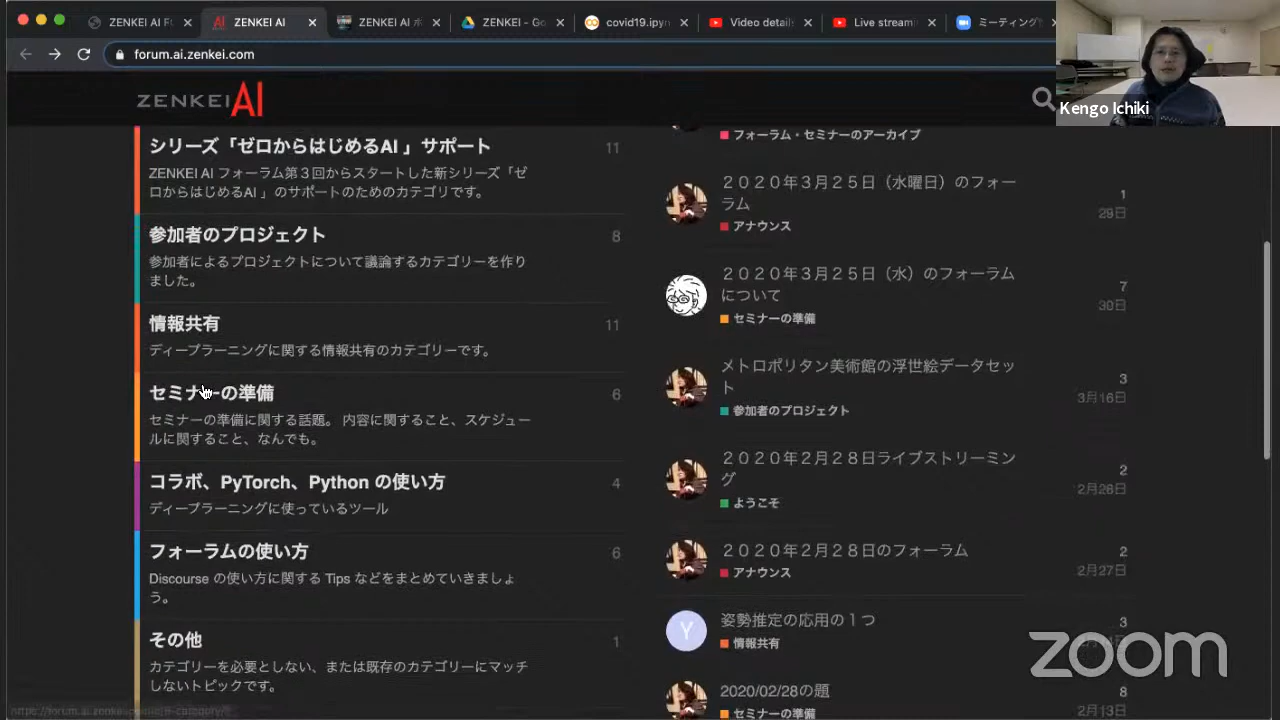 ZENKEI AI F
ZENKEI AI
ZENKEI AI ポ
ZENKEI - Go
covid19.ipyn
Video details
Live stream
ミーティング
forum.ai.zenkei.com
ZENKEI AI
Kengo Ichiki
シリーズ「ゼロからはじめるAI 」サポート
11
ZENKEI AI フォーラム第３回からスタートした新シリーズ「ゼ
ロからはじめるAI 」のサポートのためのカテゴリです。
参加者のプロジェクト
8
参加者によるプロジェクトについて議論するカテゴリーを作り
ました。
情報共有
11
ディープラーニングに関する情報共有のカテゴリーです。
セミナーの準備
6
セミナーの準備に関する話題。 内容に関すること、スケジュー
ルに関すること、なんでも。
コラボ、PyTorch、Python の使い方
4
ディープラーニングに使っているツール
フォーラムの使い方
6
Discourse の使い方に関する Tips などをまとめていきましょ
う。
その他
1
カテゴリーを必要としない、または既存のカテゴリーにマッチ
しないトピックです。
フォーラム・セミナーのアーカイブ
２０２０年３月２５日（水曜日）のフォー
ラム
1
アナウンス
29日
２０２０年３月２５日（水）のフォーラム
について
7
セミナーの準備
30日
メトロポリタン美術館の浮世絵データセッ
ト
3
参加者のプロジェクト
3月16日
２０２０年２月２８日ライブストリーミン
グ
2
ようこそ
2月28日
２０２０年２月２８日のフォーラム
2
アナウンス
2月27日
Y
姿勢推定の応用の１つ
3
情報共有
2020/02/28の題
8
セミナーの準備
2月13日
zoom